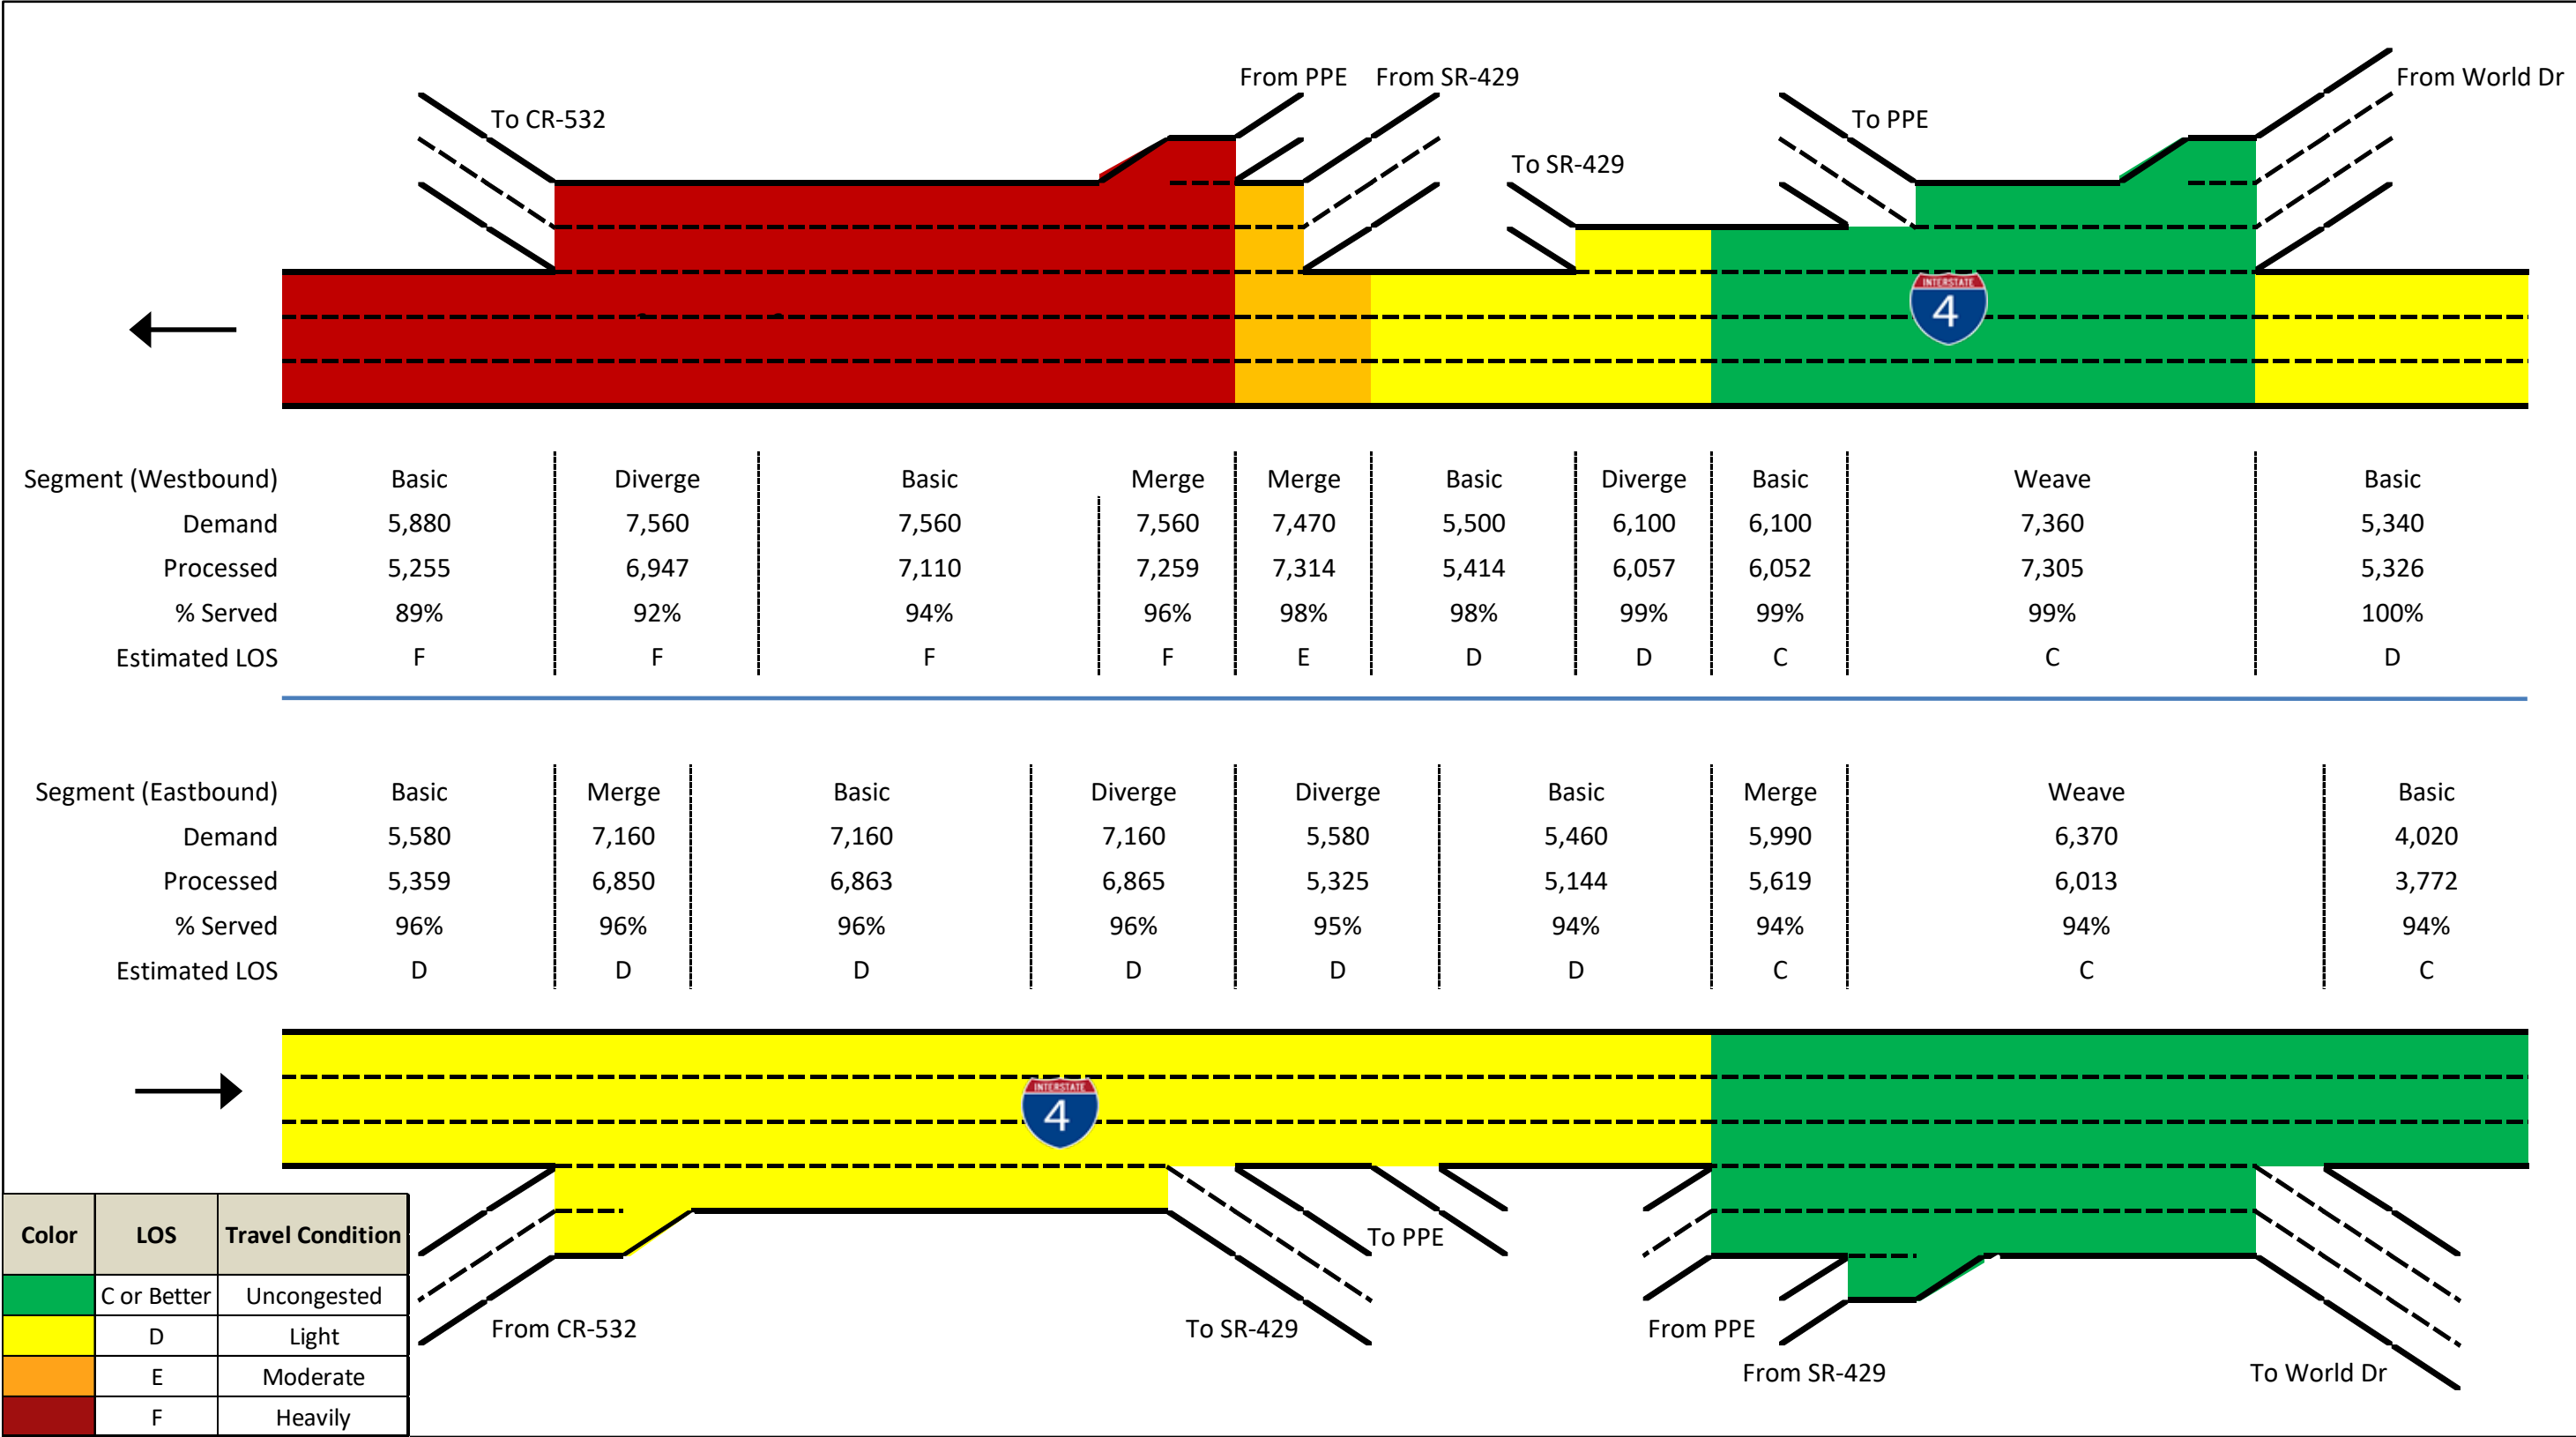 From PPE From SR-429 From World Dr
To CR-532 To PPE
To SR-429
INTERSTATE
4
Segment (Westbound) Basic Diverge Basic Merge Merge Basic Diverge Basic Weave Basic
Demand 5,880 7,560 7,560 7,560 7,470 5,500 6,100 6,100 7,360 5,340
Processed 5,255 6,947 7,110 7,259 7,314 5,414 6,057 6,052 7,305 5,326
% Served 89% 92% 94% 96% 98% 98% 99% 99% 99% 100%
Estimated LOS F F F F E D D C C D
Segment (Eastbound) Basic Merge Basic Diverge Diverge Basic Merge Weave Basic
Demand 5,580 7,160 7,160 7,160 5,580 5,460 5,990 6,370 4,020
Processed 5,359 6,850 6,863 6,865 5,325 5,144 5,619 6,013 3,772
% Served 96% 96% 96% 96% 95% 94% 94% 94% 94%
Estimated LOS D D D D D D C C C
INTERSTATE
4
To PPE
From CR-532 To SR-429 From PPE
From SR-429 To World Dr
Color LOS Travel Condition
C or Better Uncongested
D Light
E Moderate
F Heavily